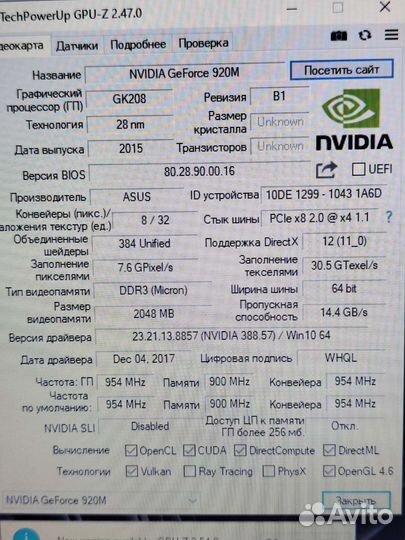 TechPowerUp GPU-Z 2.47.0
деокарта Датчики Подробнее Проверка
Название NVIDIA GeForce 920M Посетить сайт
Графический процессор (ГП) GK208 Ревизия B1
Технология 28 nm Размер кристалла Unknown
Дата выпуска 2015 Транзисторов Unknown
NVIDIA
Версия BIOS 80.28.90.00.16 UEFI
Производитель ASUS ID устройства 10DE 1299 - 1043 1A6D
Конвейеры (пикс.)/аложения текстур (ед.) 8 / 32 Стык шины PCIe x8 2.0 @ x4 1.1 ?
Объединенные шейдеры 384 Unified Поддержка DirectX 12 (11_0)
Заполнение пикселями 7.6 GPixel/s Заполнение текселями 30.5 GTexel/s
Тип видеопамяти DDR3 (Micron) Ширина шины 64 bit
Размер видеопамяти 2048 MB Пропускная способность 14.4 GB/s
Версия драйвера 23.21.13.8857 (NVIDIA 388.57) / Win10 64
Дата драйвера Dec 04, 2017 Цифровая подпись WHQL
Частота: ГП 954 MHz Памяти 900 MHz Конвейера 954 MHz
Частота по умолчанию: 954 MHz Памяти 900 MHz Конвейера 954 MHz
NVIDIA SLI Disabled Доступ ЦП к памяти ГП более 256 мб. Откл.
Вычисление OpenCL CUDA DirectCompute DirectML
Технологии Vulkan Ray Tracing PhysX OpenGL 4.6
NVIDIA GeForce 920M Закрыть
Avito